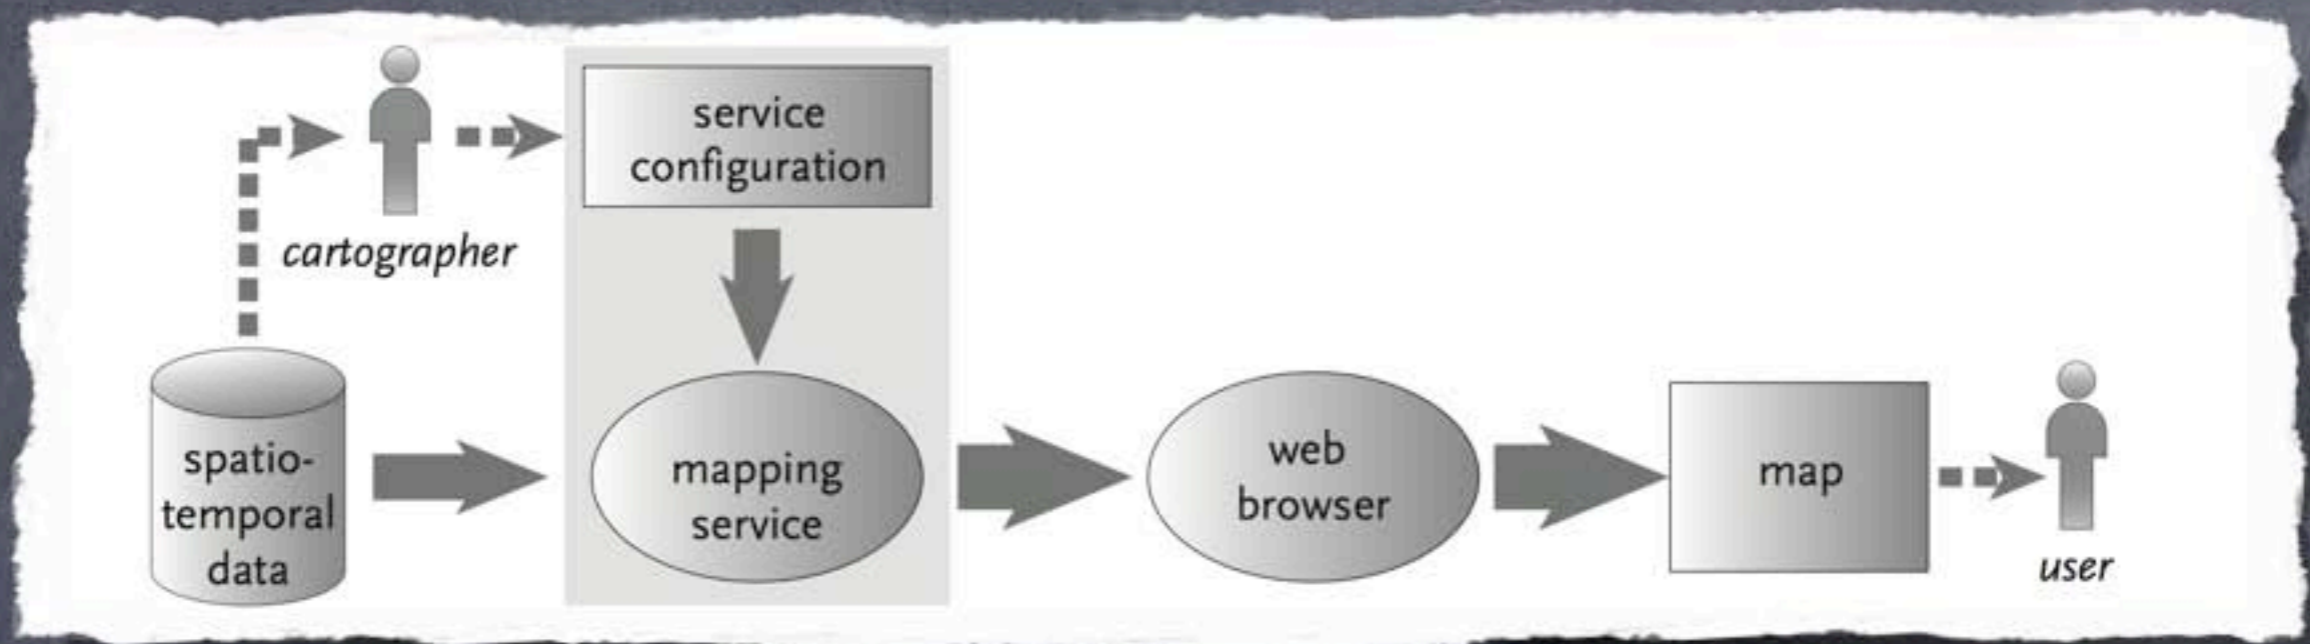 service
configuration
cartographer
spatio-
temporal
data
mapping
service
web
browser
map
user